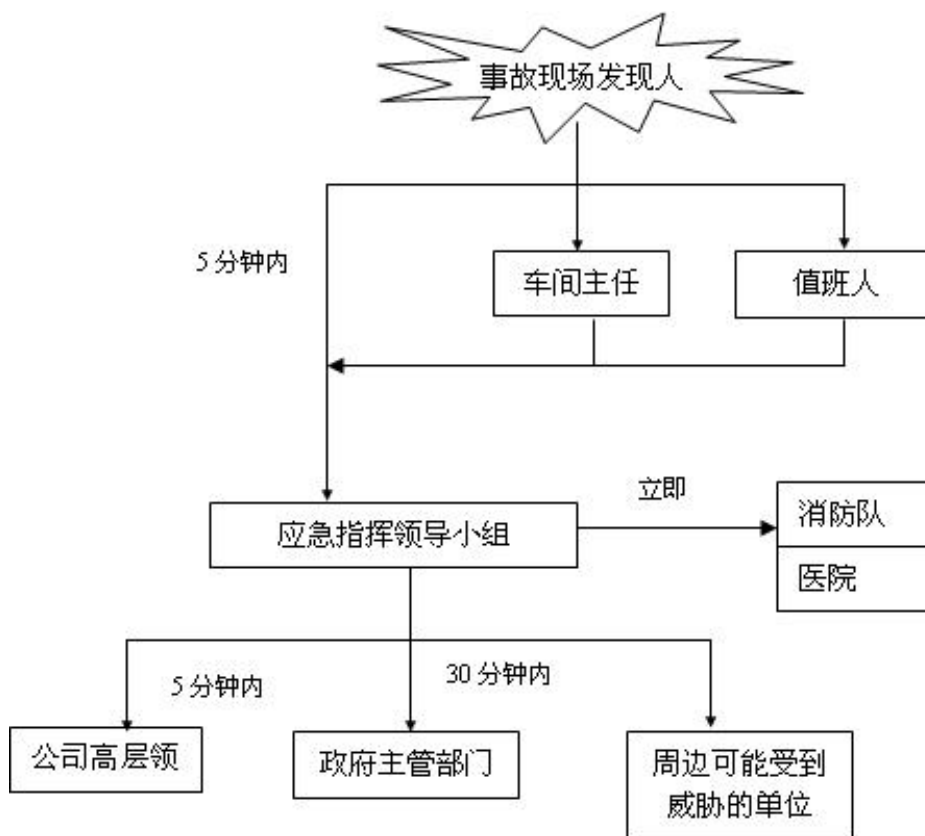 事故现场发现人
5分钟内
车间主任
值班人
立即
消防队
应急指挥领导小组
医院
5分钟内
30分钟内
公司高层领
政府主管部门
周边可能受到
威胁的单位